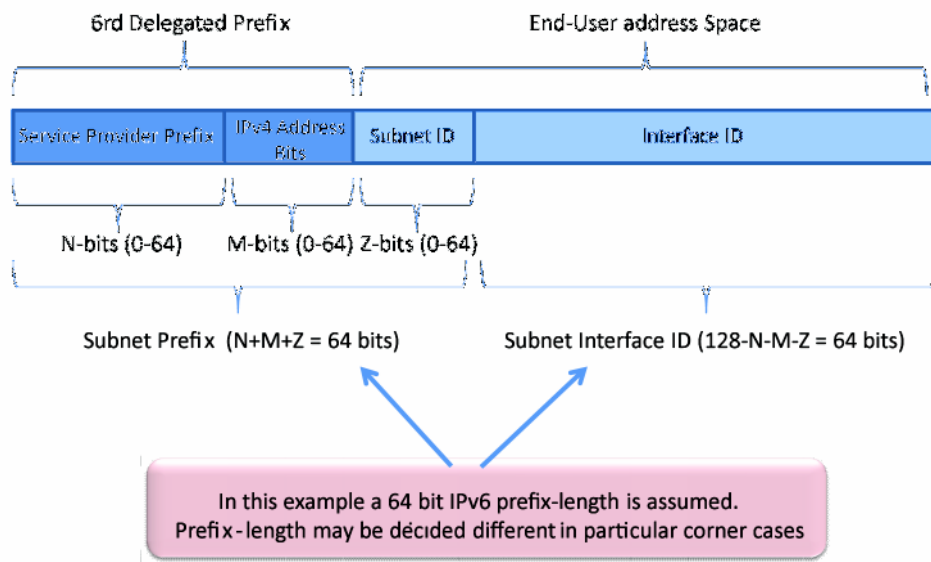 6rd Delegated Prefix
End-User address Space
Service Provider Prefix
IPv4 Address
Bits
Subnet ID
Interface ID
N-bits (0-64)
M-bits (0-64)
Z-bits (0-64)
Subnet Prefix (N+M+Z = 64 bits)
Subnet Interface ID (128-N-M-Z = 64 bits)
In this example a 64 bit IPv6 prefix-length is assumed.
Prefix-length may be decided different in particular corner cases